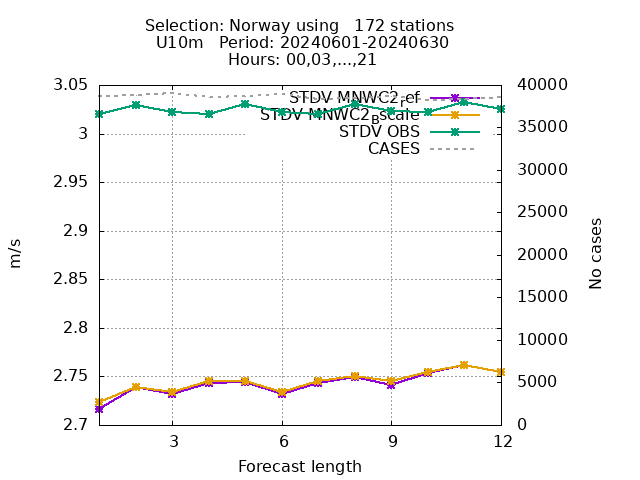 Selection: Norway using   172 stations
U10m   Period: 20240601-20240630
Hours: 00,03,...,21
3.05
3
2.95
2.9
2.85
2.8
2.75
2.7
m/s
STDV MNWC2ref
STDV MNWC2Bscale
STDV OBS
CASES
40000
35000
30000
25000
20000
15000
10000
5000
0
No cases
3
6
9
12
Forecast length